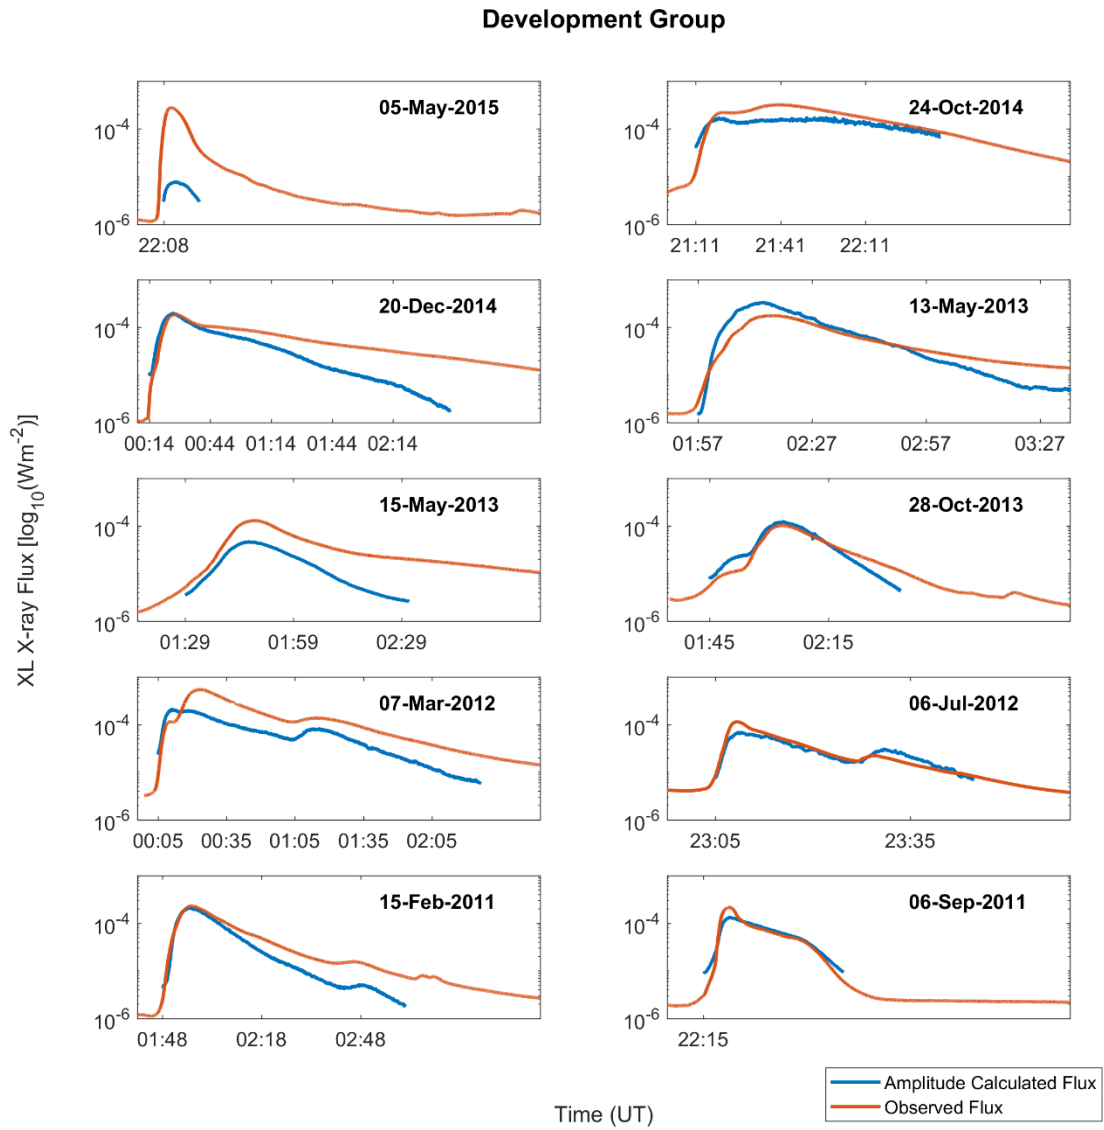 Development Group
05-May-2015
10^-4
10^-6
22:08
24-Oct-2014
10^-4
10^-6
21:11 21:41 22:11
20-Dec-2014
10^-4
10^-6
00:14 00:44 01:14 01:44 02:14
13-May-2013
10^-4
10^-6
01:57 02:27 02:57 03:27
15-May-2013
10^-4
10^-6
01:29 01:59 02:29
28-Oct-2013
10^-4
10^-6
01:45 02:15
07-Mar-2012
10^-4
10^-6
00:05 00:35 01:05 01:35 02:05
06-Jul-2012
10^-4
10^-6
23:05 23:35
15-Feb-2011
10^-4
10^-6
01:48 02:18 02:48
06-Sep-2011
10^-4
10^-6
22:15
XL X-ray Flux [log_10(Wm^-2)]
Time (UT)
Amplitude Calculated Flux
Observed Flux